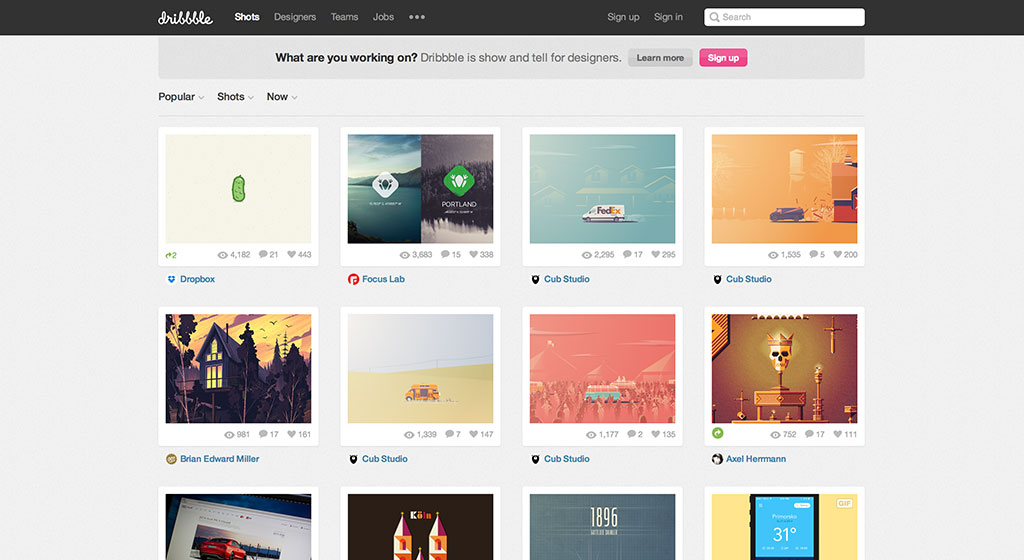 dribbble Shots Designers Teams Jobs Sign up Sign in Search
What are you working on? Dribbble is show and tell for designers. Learn more Sign up
Popular Shots Now
PORTLAND
FedEx
2 4,182 21 443
3,683 15 338
2,295 17 295
1,535 5 200
Dropbox
Focus Lab
Cub Studio
Cub Studio
981 17 161
1,339 7 147
1,177 2 135
752 17 111
Brian Edward Miller
Cub Studio
Cub Studio
Axel Herrmann
Köln
1896
GIF
Primorsko
31°